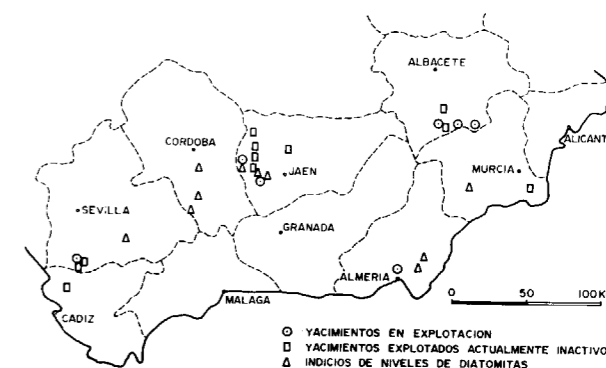 ALBACETE
ALICANT
CORDOBA
JAEN
MURCIA
SEVILLA
GRANADA
ALMERIA
MALAGA
CADIZ
0 50 100K
YACIMIENTOS EN EXPLOTACION
YACIMIENTOS EXPLOTADOS ACTUALMENTE INACTIVO
INDICIOS DE NIVELES DE DIATOMITAS